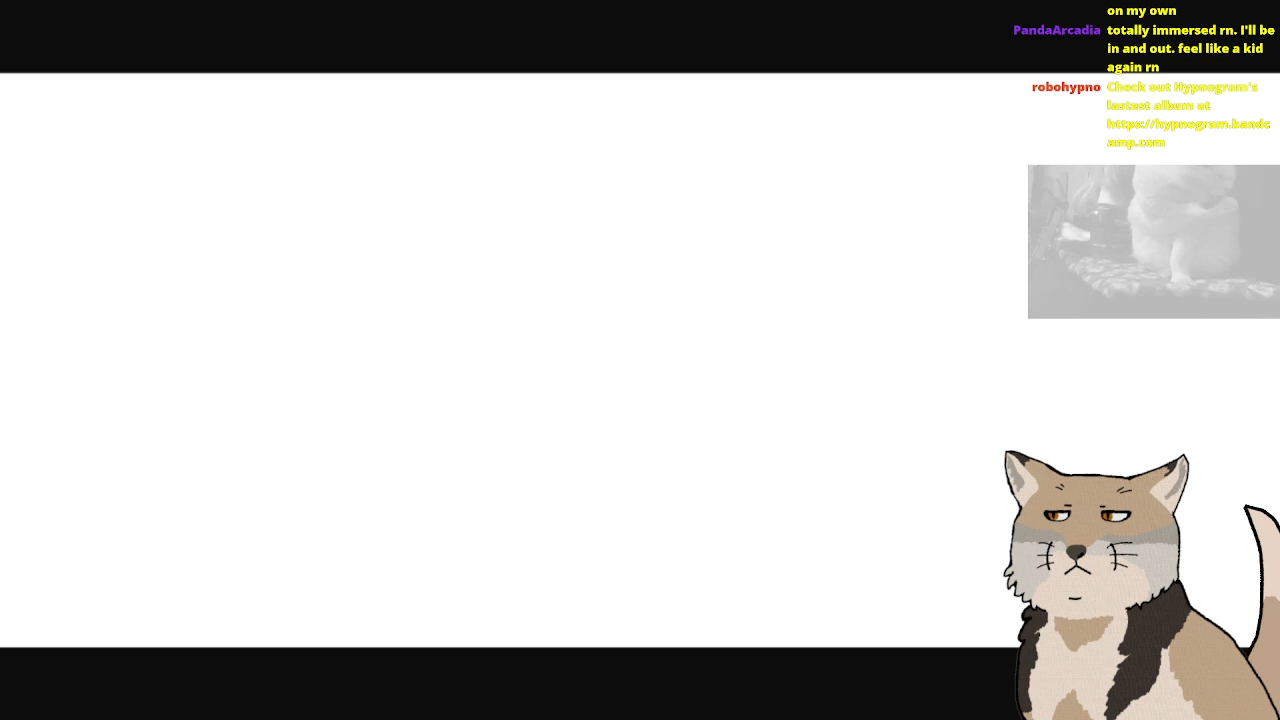 on my own
PandaArcadia totally immersed rn. I'll be
in and out. feel like a kid
again rn
robohypno Check out Hypnogram's
lastest album at
https://hypnogram.bandc
amp.com